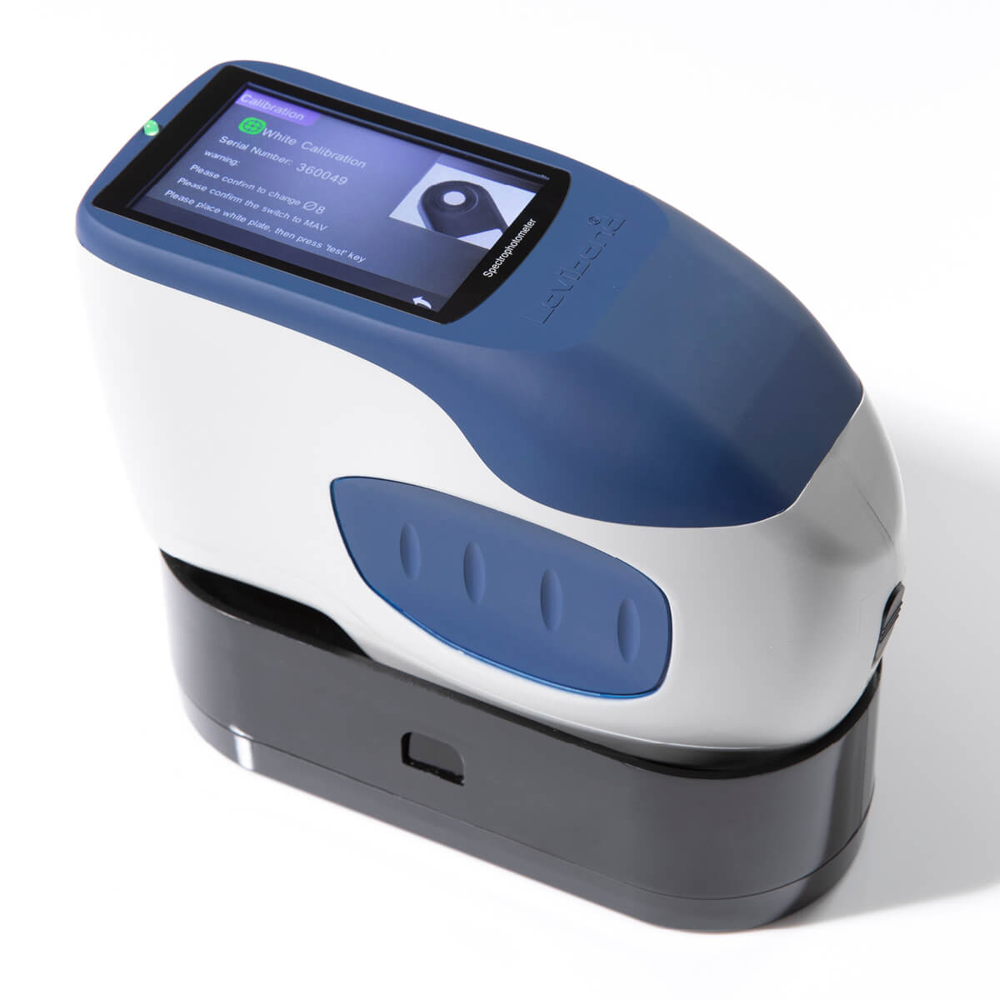 Calibration
White Calibration
Serial Number: 360049
warning:
Please confirm to change Ø8
Please confirm the switch to MAV
Please place white plate, then press 'test' key
Spectrophotometer
Lovibond®